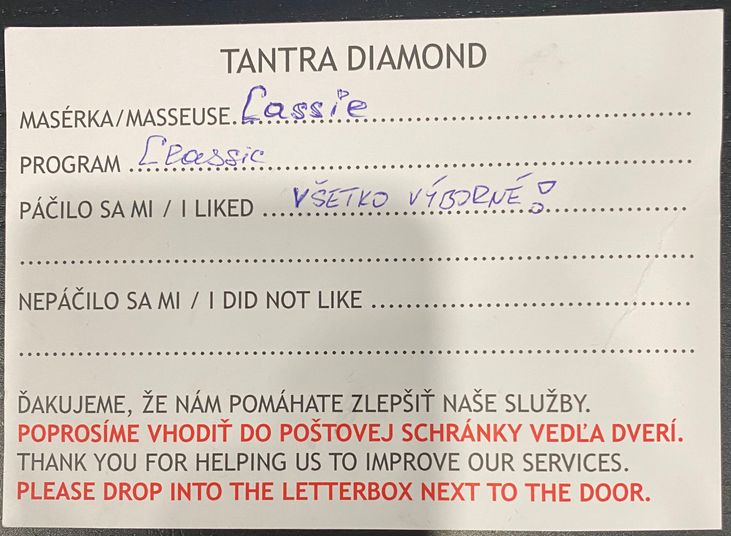 TANTRA DIAMOND
MASÉRKA/MASSEUSE. Lassie
PROGRAM ... Classic
PÁČILO SA MI / I LIKED ... VŠETKO VÝBORNÉ!
NEPÁČILO SA MI / I DID NOT LIKE ...
ĎAKUJEME, ŽE NÁM POMÁHATE ZLEPŠIŤ NAŠE SLUŽBY.
POPROSÍME VHODIŤ DO POŠTOVEJ SCHRÁNKY VEDĽA DVERÍ.
THANK YOU FOR HELPING US TO IMPROVE OUR SERVICES.
PLEASE DROP INTO THE LETTERBOX NEXT TO THE DOOR.